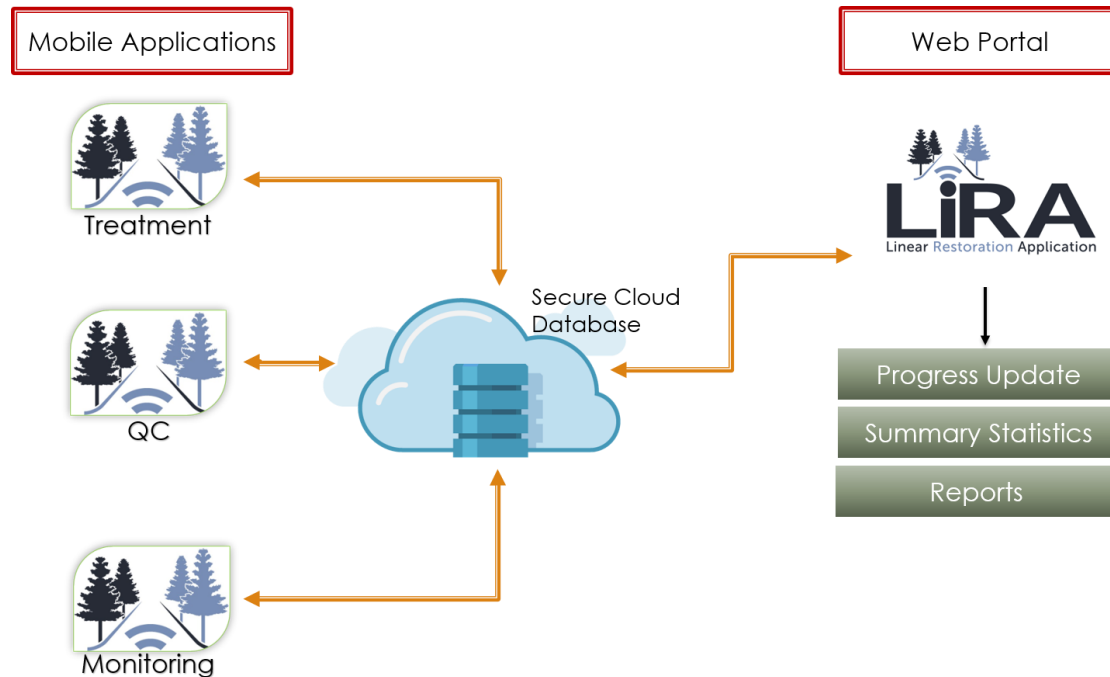 Mobile Applications
Web Portal
Treatment
LiRA
Linear Restoration Application
Secure Cloud
Database
QC
Progress Update
Summary Statistics
Reports
Monitoring